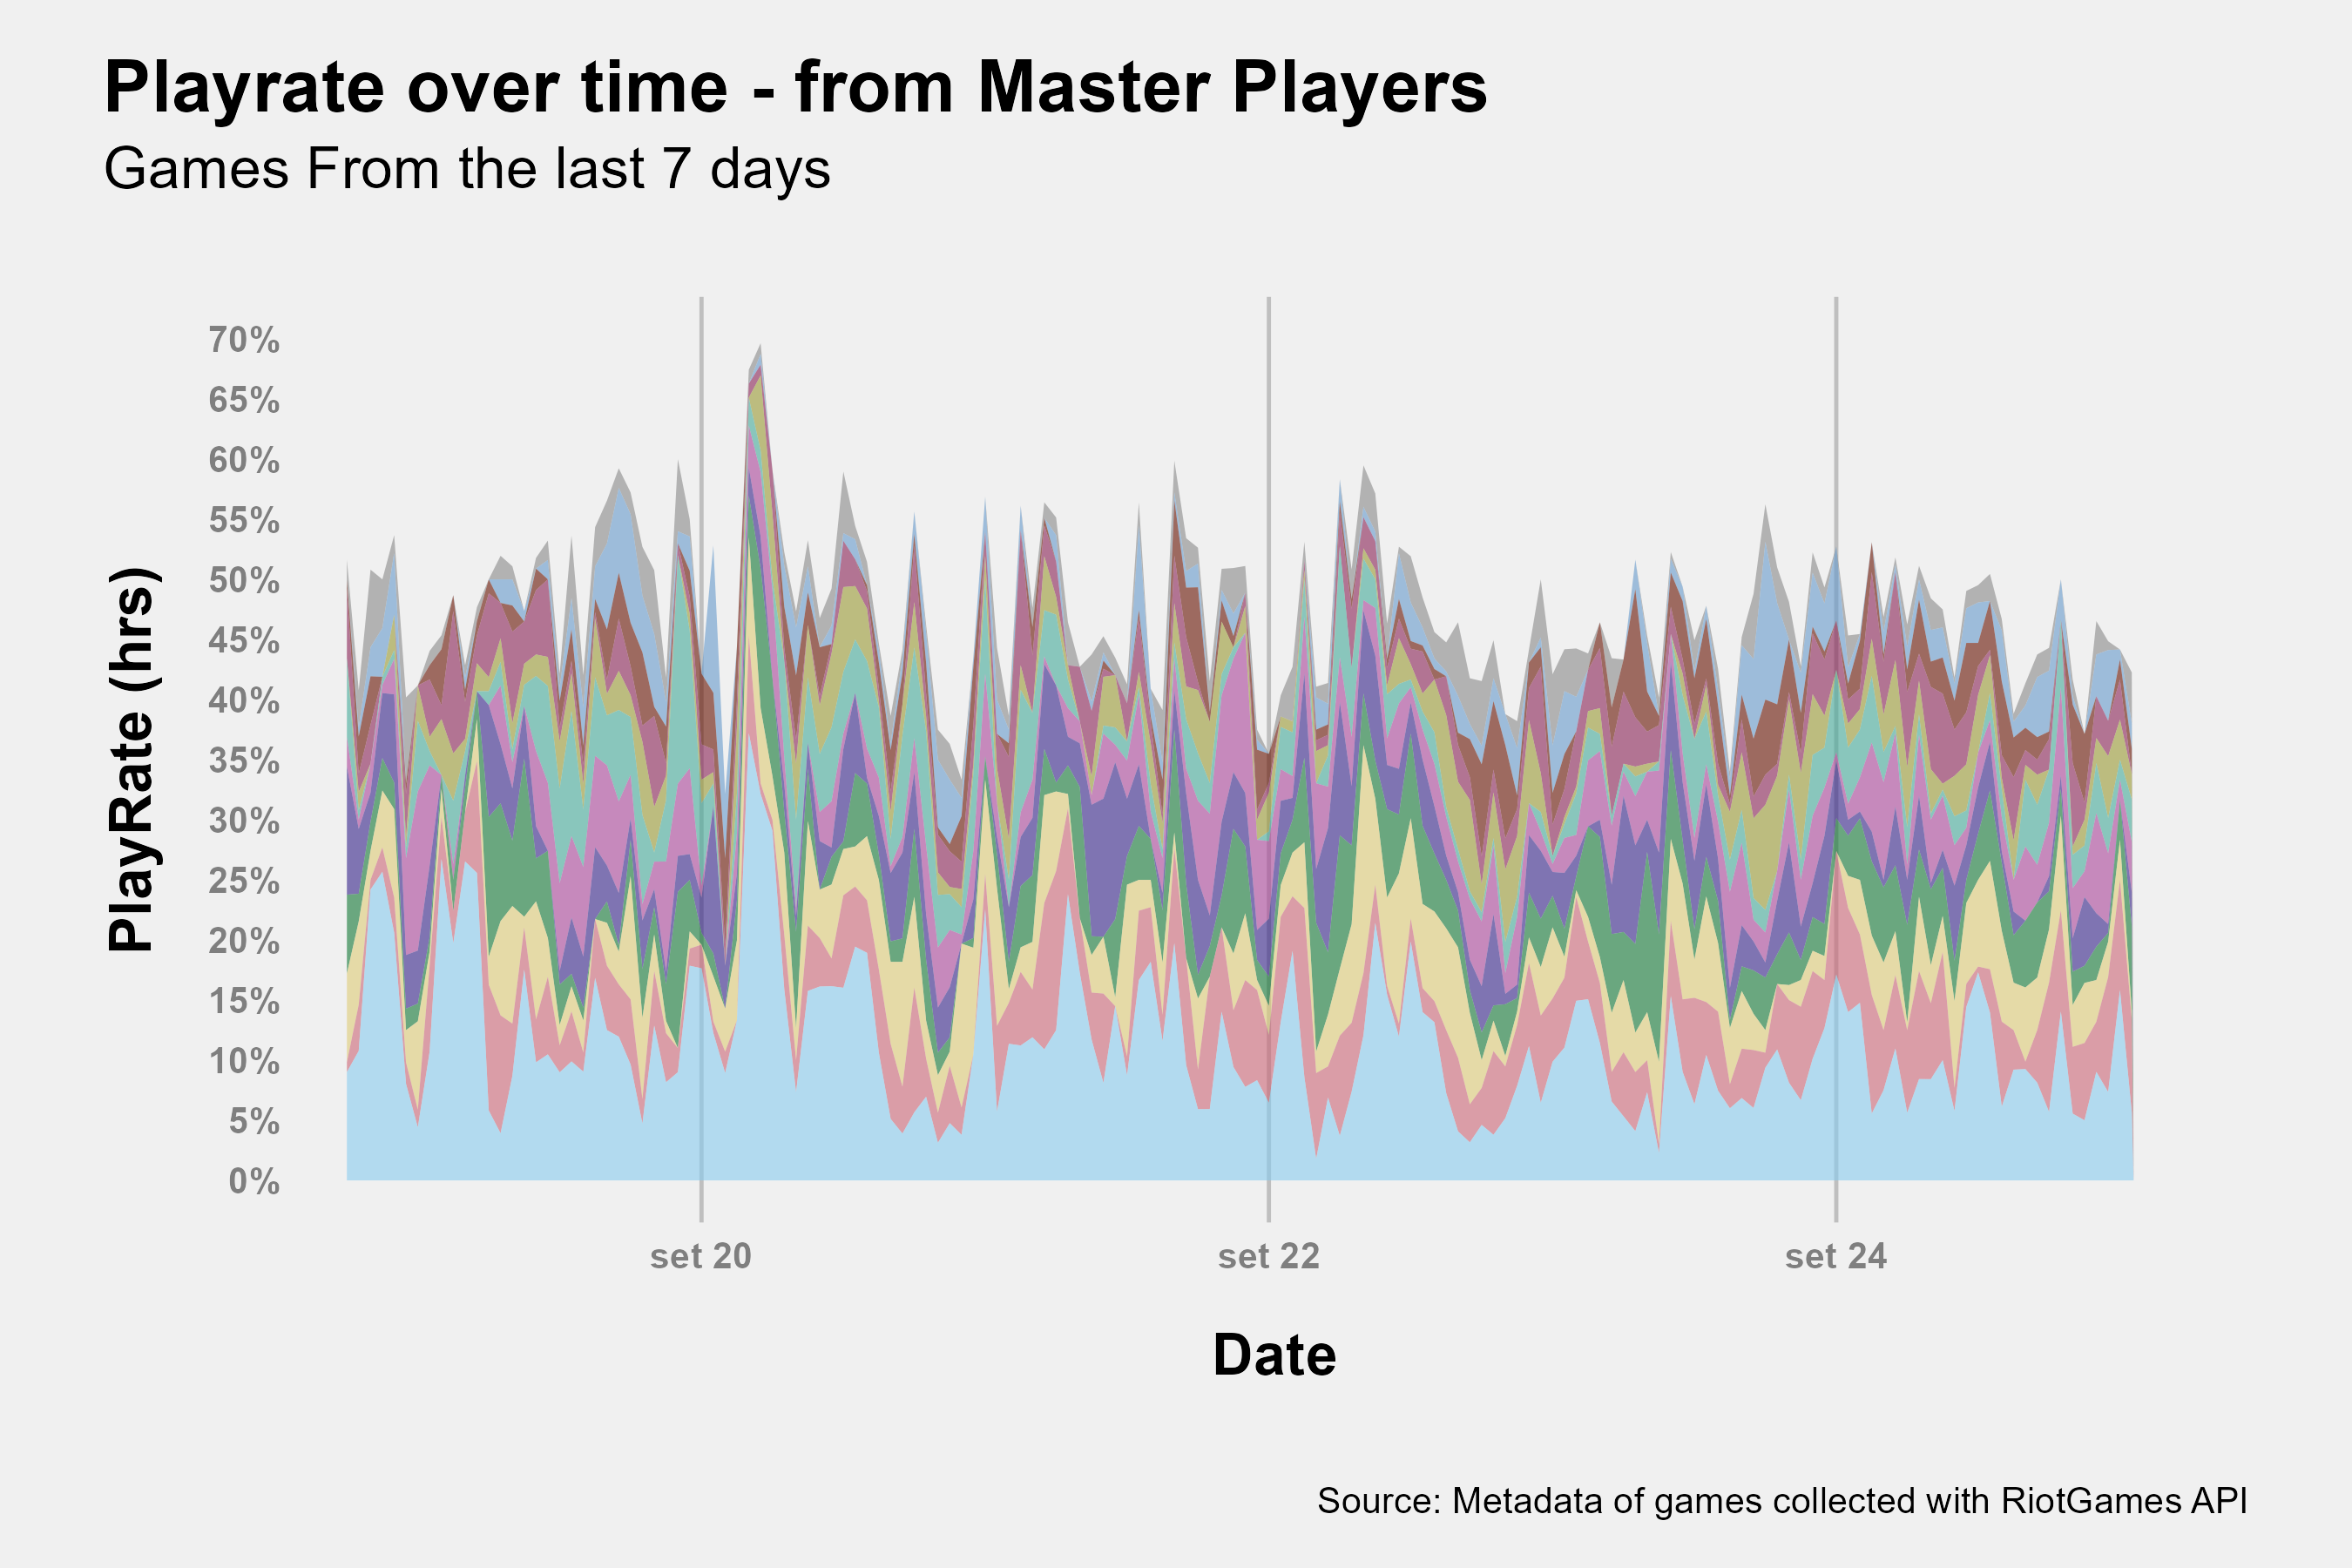 Playrate over time - from Master Players
Games From the last 7 days
PlayRate (hrs)
70%
65%
60%
55%
50%
45%
40%
35%
30%
25%
20%
15%
10%
5%
0%
set 20
set 22
set 24
Date
Source: Metadata of games collected with RiotGames API